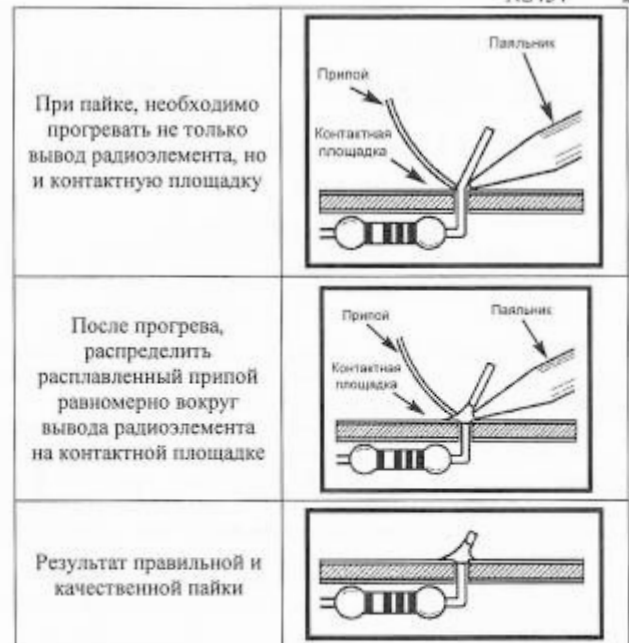 При пайке, необходимо
прогревать не только
вывод радиоэлемента, но
и контактную площадку
Припой
Паяльник
Контактная
площадка
После прогрева,
распределить
расплавленный припой
равномерно вокруг
вывода радиоэлемента
на контактной площадке
Припой
Паяльник
Контактная
площадка
Результат правильной и
качественной пайки